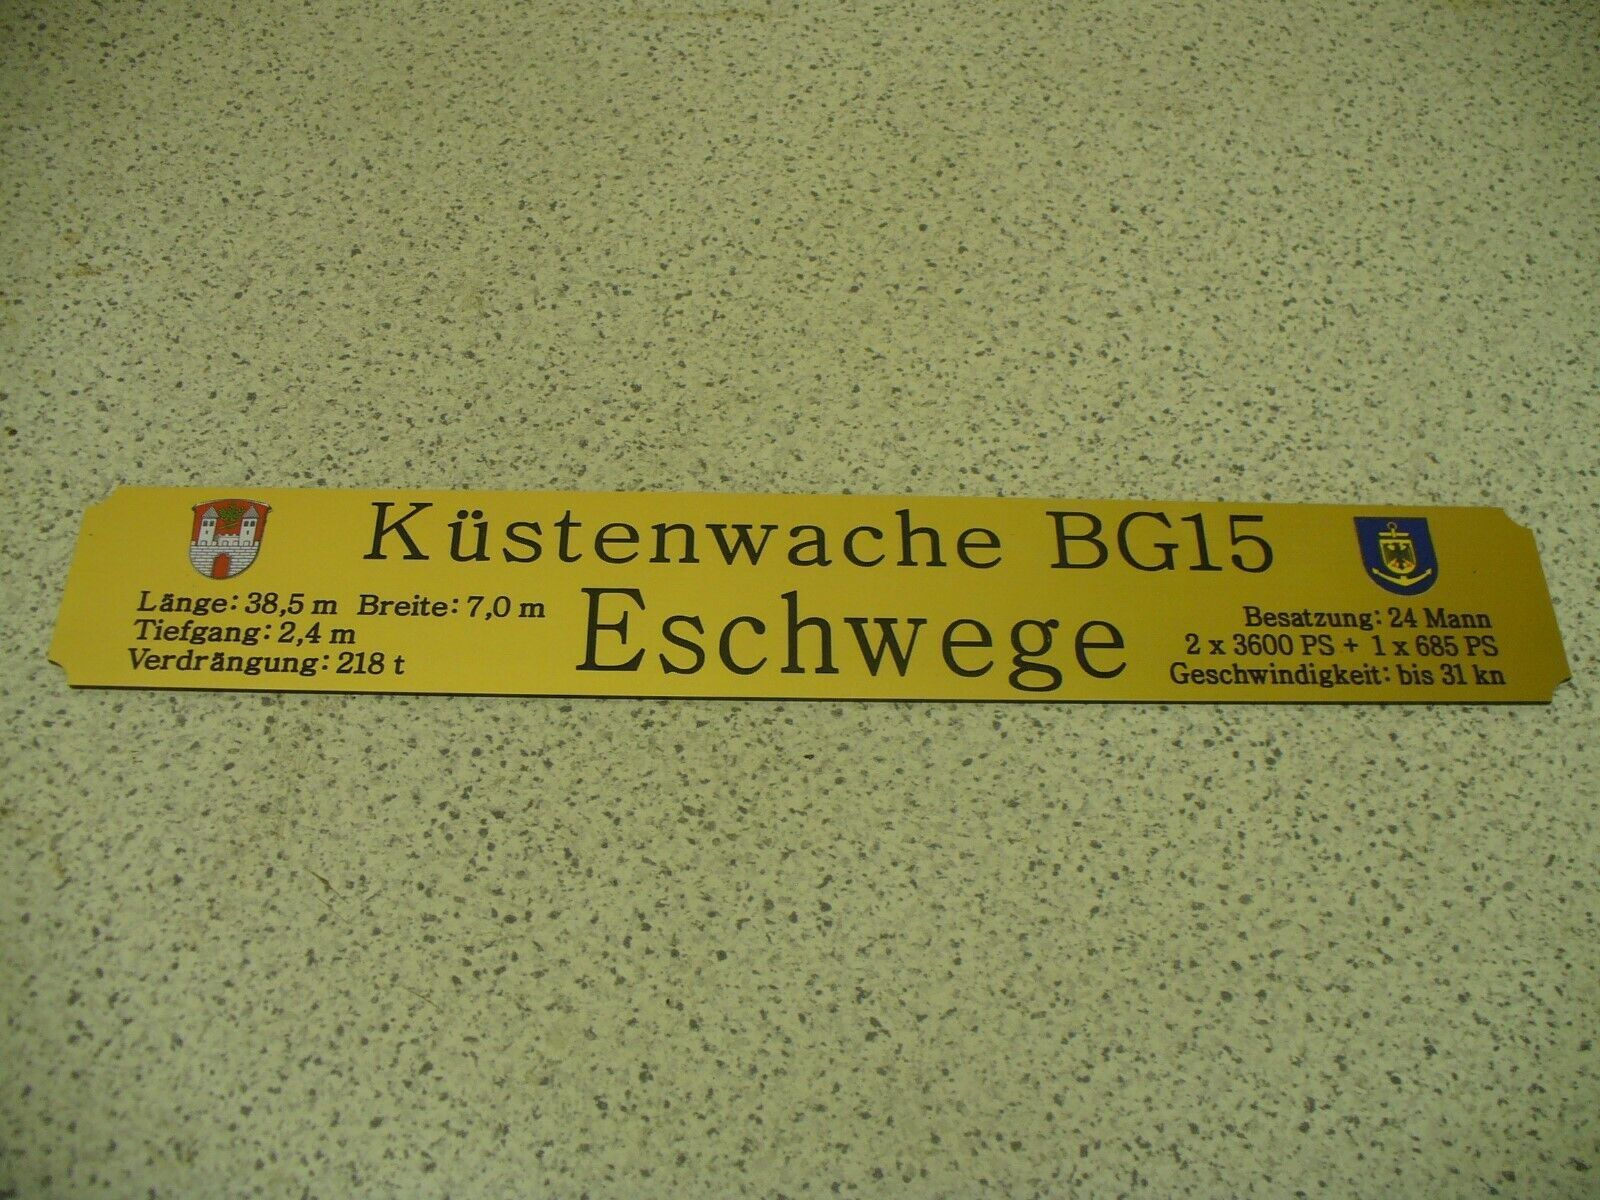 Küstenwache BG15
Eschwege
Länge: 38,5 m Breite: 7,0 m
Tiefgang: 2,4 m
Verdrängung: 218 t
Besatzung: 24 Mann
2 x 3600 PS + 1 x 685 PS
Geschwindigkeit: bis 31 kn